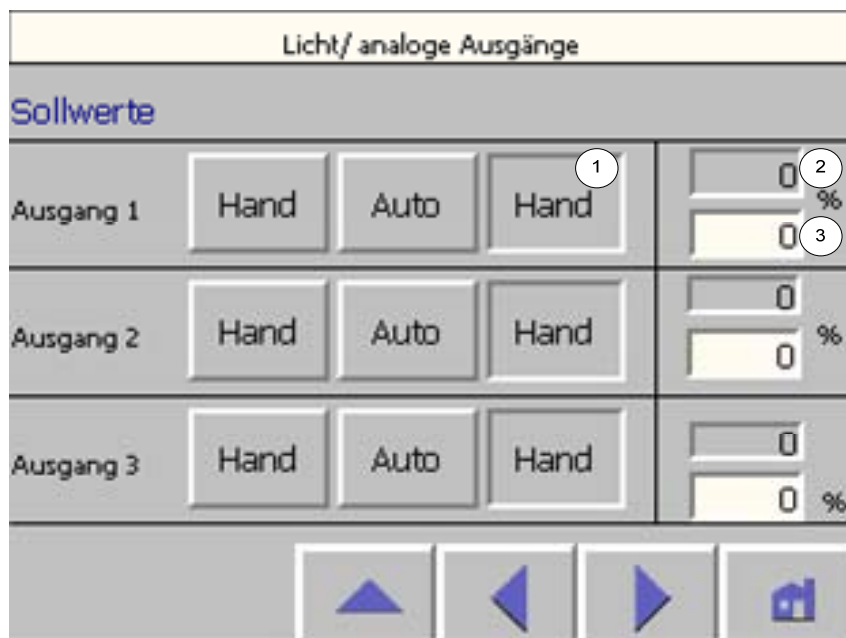 Licht/ analoge Ausgänge
Sollwerte
Ausgang 1 Hand Auto Hand 1 0 2
%
0 3
Ausgang 2 Hand Auto Hand 0 %
0
Ausgang 3 Hand Auto Hand 0
0 %